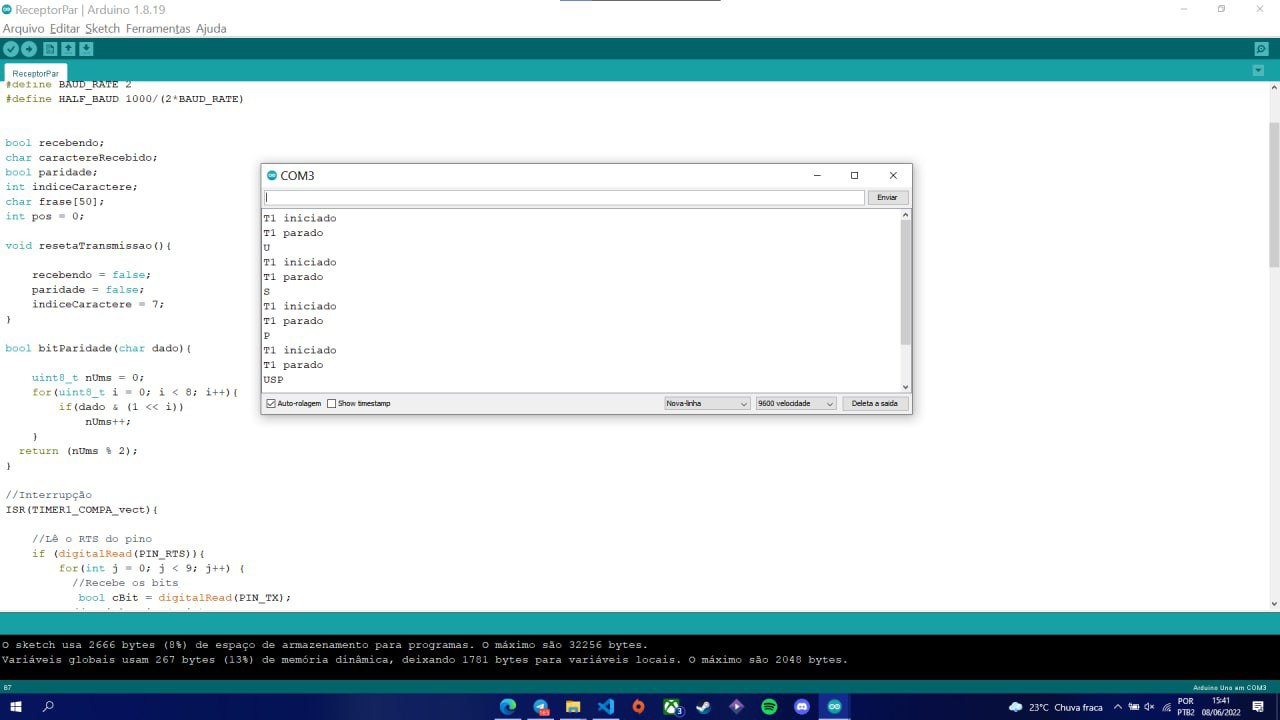 ReceptorPar | Arduino 1.8.19
Arquivo Editar Sketch Ferramentas Ajuda
ReceptorPar
#define BAUD_RATE 2
#define HALF_BAUD 1000/(2*BAUD_RATE)
bool recebendo;
char caractereRecebido;
bool paridade;
int indiceCaractere;
char frase[50];
int pos = 0;
void resetaTransmissao(){
recebendo = false;
paridade = false;
indiceCaractere = 7;
}
bool bitParidade(char dado){
uint8_t nUms = 0;
for(uint8_t i = 0; i < 8; i++){
if(dado & (1 << i))
nUms++;
}
return (nUms % 2);
}
//Interrupção
ISR(TIMER1_COMPA_vect){
//Lê o RTS do pino
if (digitalRead(PIN_RTS)){
for(int j = 0; j < 9; j++) {
//Recebe os bits
bool cBit = digitalRead(PIN_TX);
COM3
Enviar
T1 iniciado
T1 parado
U
T1 iniciado
T1 parado
S
T1 iniciado
T1 parado
P
T1 iniciado
T1 parado
USP
Auto-rolagem Show timestamp Nova-linha 9600 velocidade Deleta a saida
O sketch usa 2666 bytes (8%) de espaço de armazenamento para programas. O máximo são 32256 bytes.
Variáveis globais usam 267 bytes (13%) de memória dinâmica, deixando 1781 bytes para variáveis locais. O máximo são 2048 bytes.
67 Arduino Uno em COM3
23°C Chuva fraca
POR
PTB2
15:41
08/06/2022